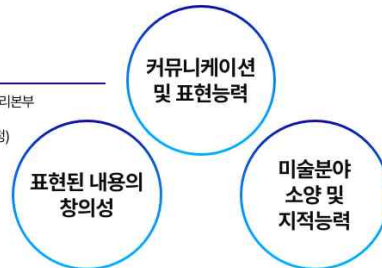 커뮤니케이션
및 표현능력
리본부
표현된 내용의
창의성
미술분야
소양 및
지적능력